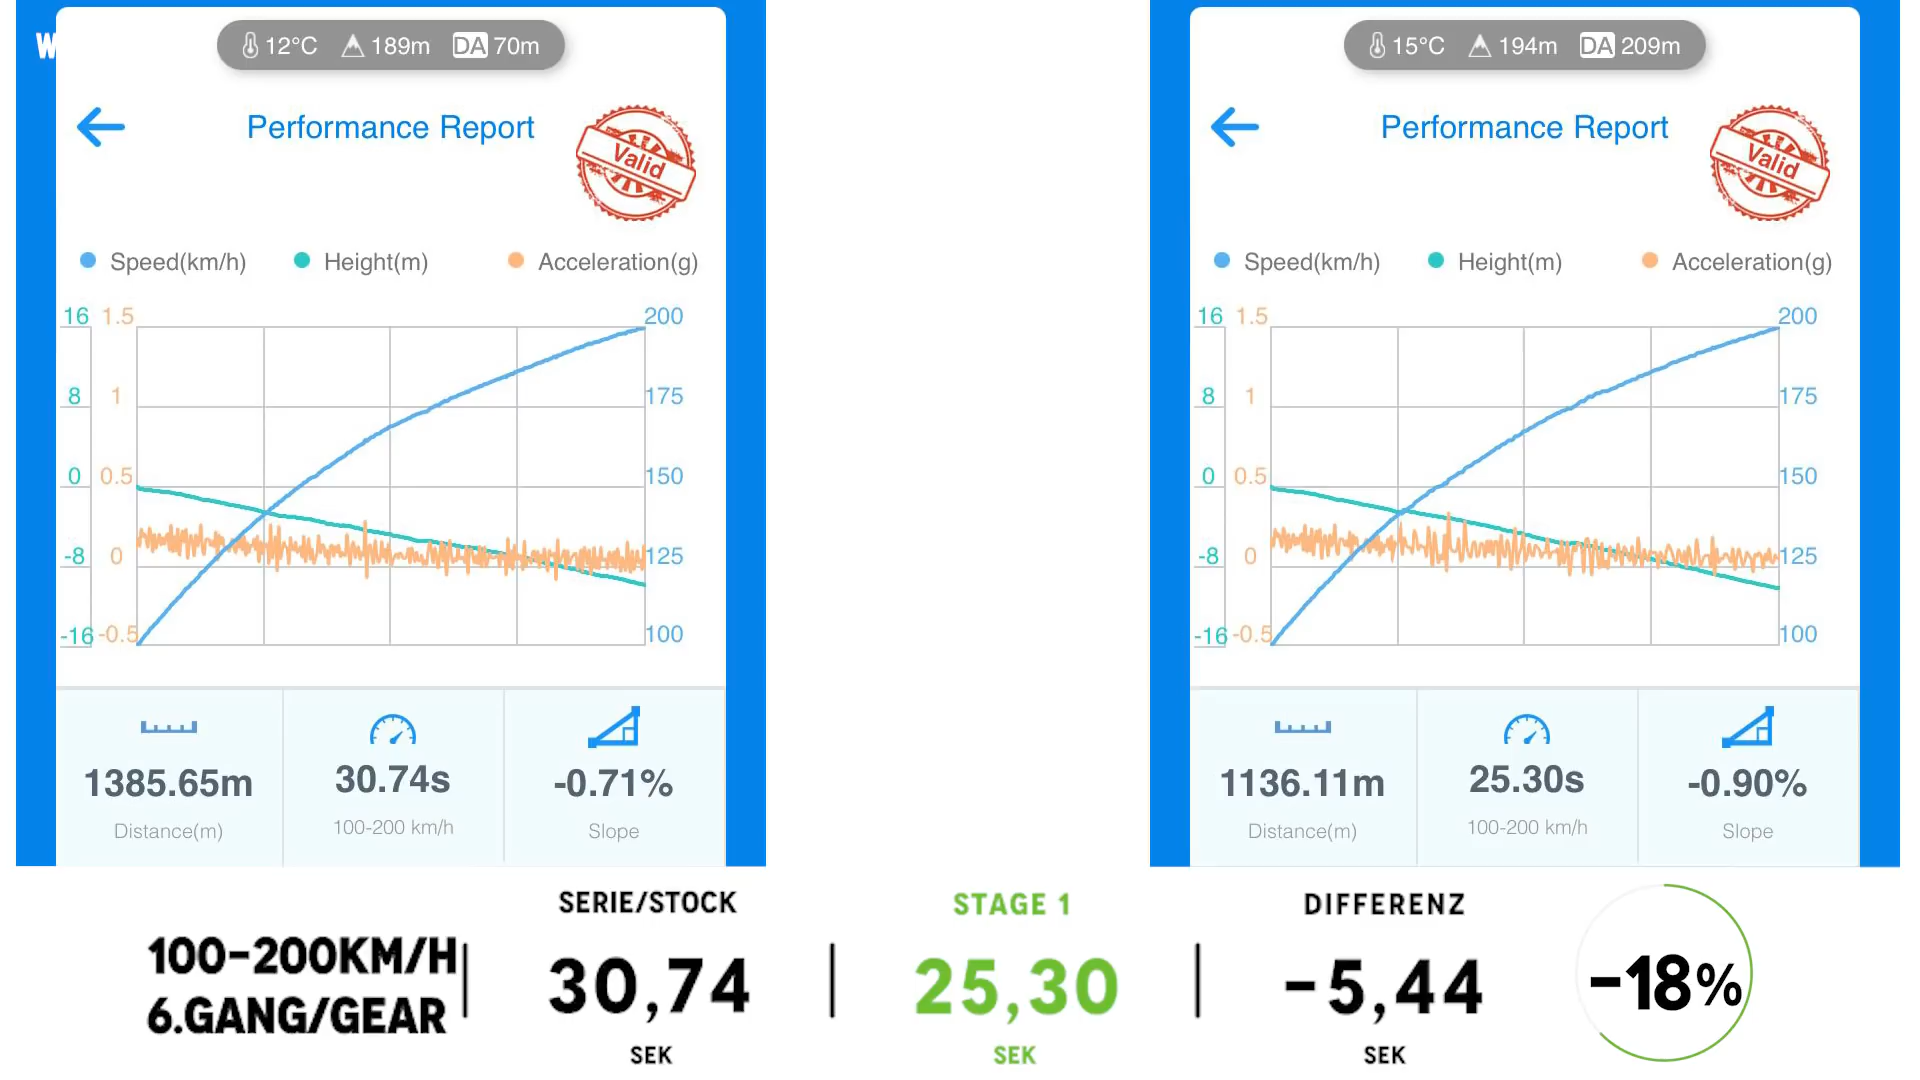 W
12°C 189m DA 70m
Performance Report
Valid
Speed(km/h) Height(m) Acceleration(g)
16 1.5 200
8 1 175
0 0.5 150
-8 0 125
-16 -0.5 100
1385.65m 30.74s -0.71%
Distance(m) 100-200 km/h Slope
15°C 194m DA 209m
Performance Report
Valid
Speed(km/h) Height(m) Acceleration(g)
16 1.5 200
8 1 175
0 0.5 150
-8 0 125
-16 -0.5 100
1136.11m 25.30s -0.90%
Distance(m) 100-200 km/h Slope
100-200KM/H
6.GANG/GEAR
SERIE/STOCK
30,74
SEK
STAGE 1
25,30
SEK
DIFFERENZ
-5,44
SEK
-18%